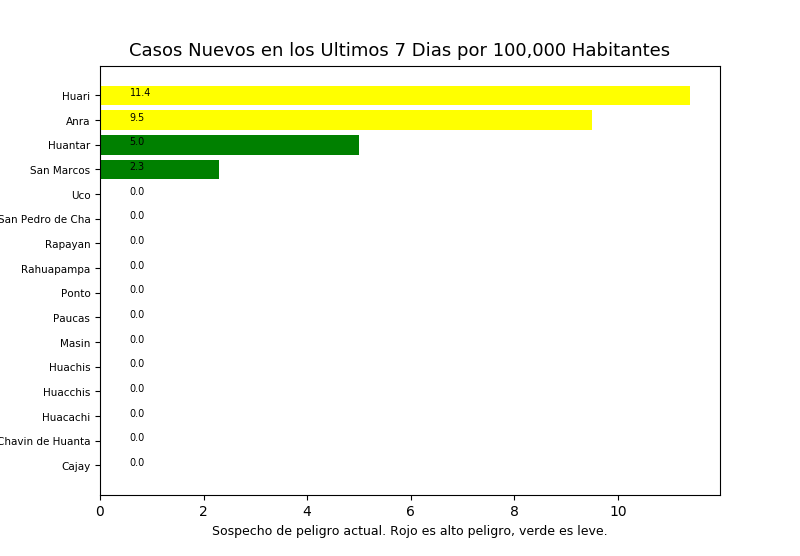 Casos Nuevos en los Ultimos 7 Dias por 100,000 Habitantes
Huari 11.4
Anra 9.5
Huantar 5.0
San Marcos 2.3
Uco 0.0
San Pedro de Cha 0.0
Rapayan 0.0
Rahuapampa 0.0
Ponto 0.0
Paucas 0.0
Masin 0.0
Huachis 0.0
Huacchis 0.0
Huacachi 0.0
Chavin de Huanta 0.0
Cajay 0.0
0 2 4 6 8 10
Sospecho de peligro actual. Rojo es alto peligro, verde es leve.